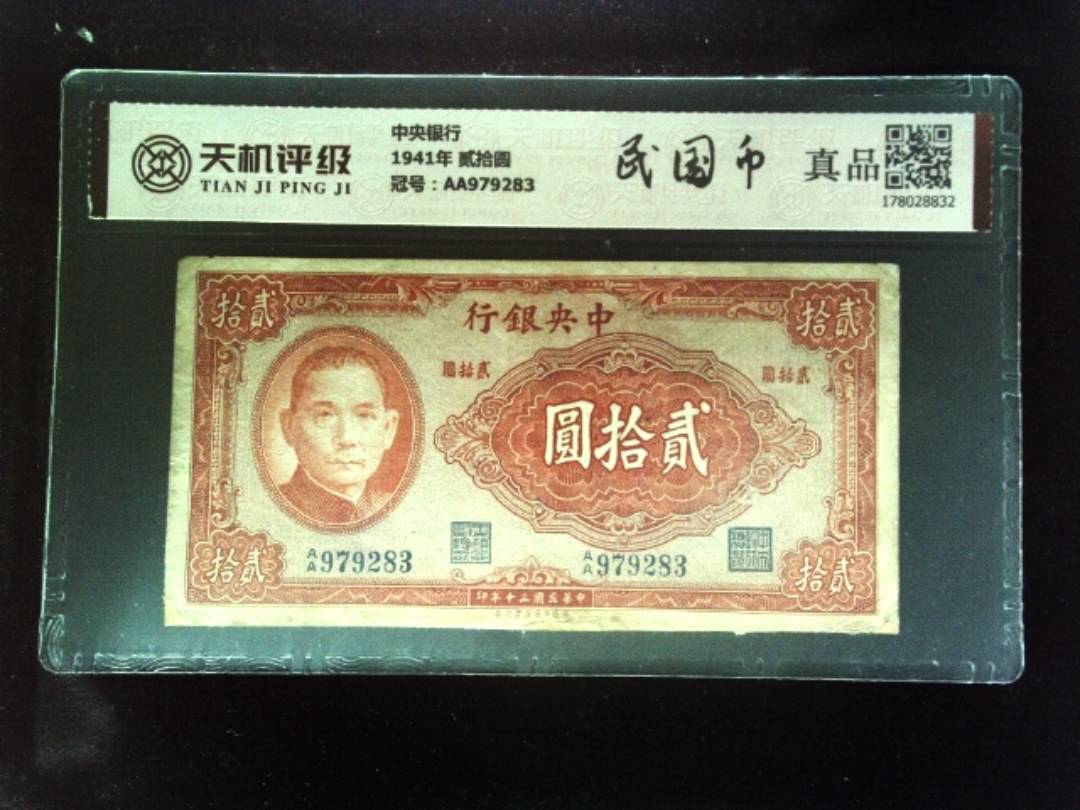 天机评级
TIAN JI PING JI
中央银行
1941年 贰拾圆
冠号：AA979283
民国币
真品
178028832
拾貳
行銀央中
拾貳
圓拾貳
圓拾貳
圓拾貳
AA979283
AA979283
拾貳
印年十三國民華中
拾貳